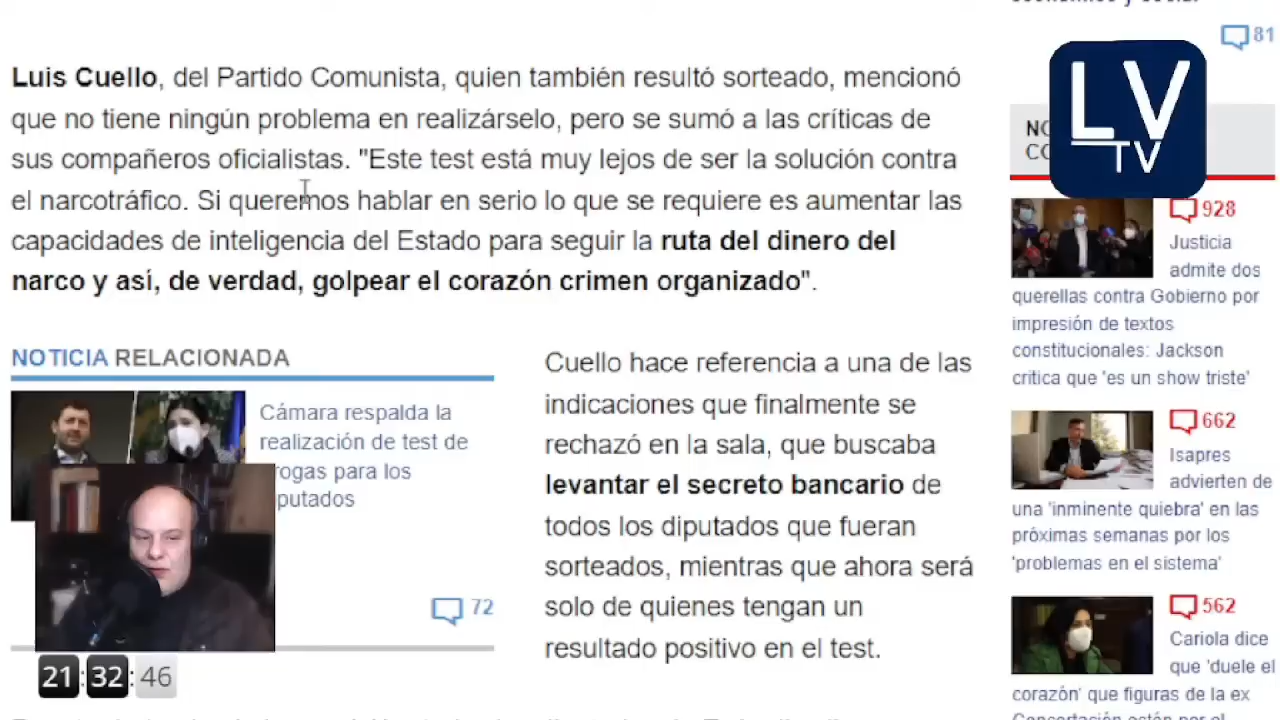 81
LV
TV
Luis Cuello, del Partido Comunista, quien también resultó sorteado, mencionó
que no tiene ningún problema en realizárselo, pero se sumó a las críticas de
sus compañeros oficialistas. "Este test está muy lejos de ser la solución contra
el narcotráfico. Si queremos hablar en serio lo que se requiere es aumentar las
capacidades de inteligencia del Estado para seguir la ruta del dinero del
narco y así, de verdad, golpear el corazón crimen organizado".
NOTICIA RELACIONADA
Cámara respalda la
realización de test de
rogas para los
putados
72
Cuello hace referencia a una de las
indicaciones que finalmente se
rechazó en la sala, que buscaba
levantar el secreto bancario de
todos los diputados que fueran
sorteados, mientras que ahora será
solo de quienes tengan un
resultado positivo en el test.
21:32:46
928
Justicia
admite dos
querellas contra Gobierno por
impresión de textos
constitucionales: Jackson
critica que 'es un show triste'
662
Isapres
advierten de
una 'inminente quiebra' en las
próximas semanas por los
'problemas en el sistema'
562
Cariola dice
que 'duele el
corazón' que figuras de la ex